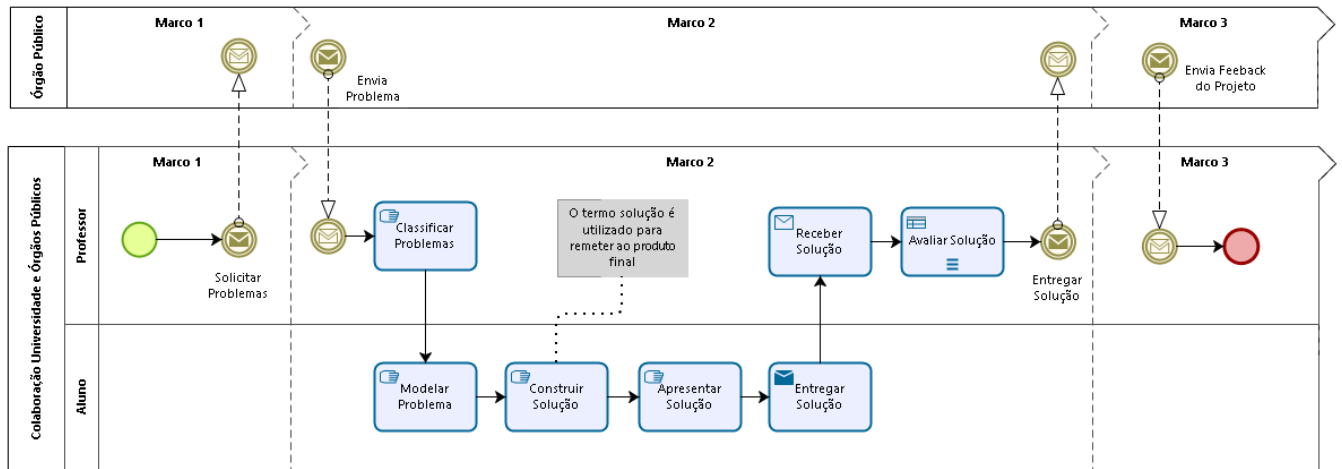 Órgão Público
Marco 1
Marco 2
Marco 3
Envia
Problema
Envia Feeback
do Projeto
Colaboração Universidade e Órgãos Públicos
Professor
Marco 1
Marco 2
Marco 3
Solicitar
Problemas
Classificar
Problemas
O termo solução é
utilizado para
remeter ao produto
final
Receber
Solução
Avaliar Solução
Entregar
Solução
Aluno
Modelar
Problema
Construir
Solução
Apresentar
Solução
Entregar
Solução